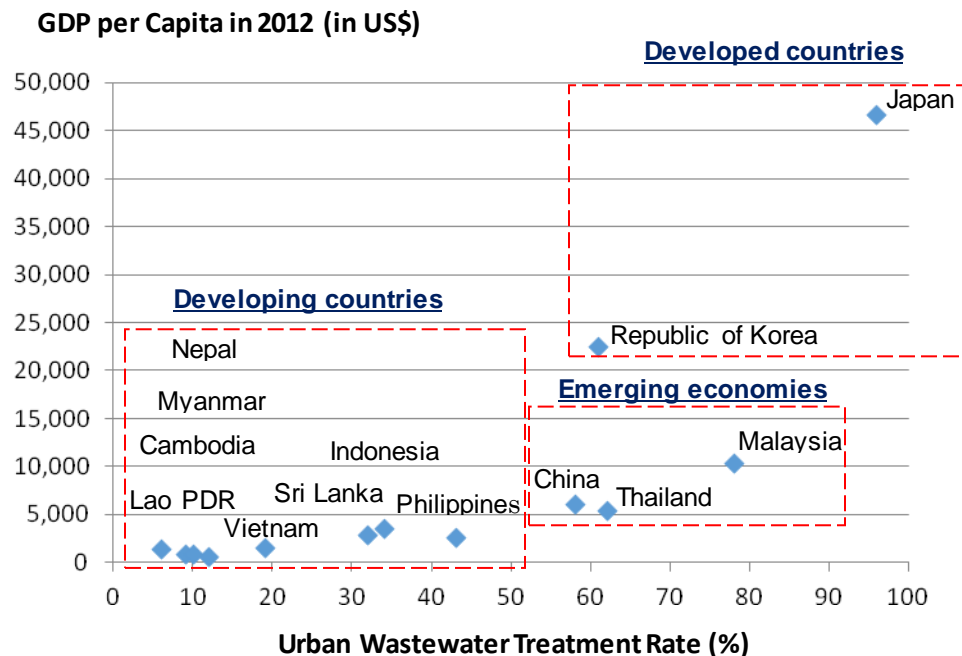 GDP per Capita in 2012 (in US$)
Developed countries
50,000
Japan
45,000
40,000
35,000
30,000
Developing countries
25,000
Republic of Korea
Nepal
20,000
Emerging economies
Myanmar
15,000
Cambodia
Indonesia
Malaysia
10,000
China
Lao PDR
Sri Lanka
Philippines
Thailand
5,000
Vietnam
0
0 10 20 30 40 50 60 70 80 90 100
Urban Wastewater Treatment Rate (%)